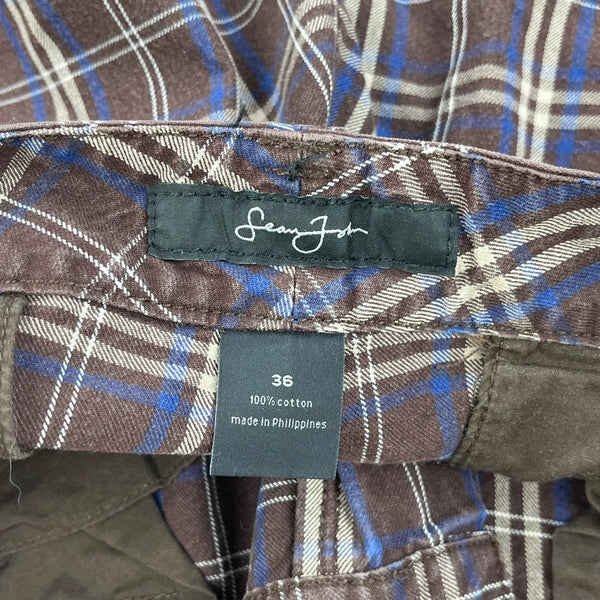 Sean John
36
100% cotton
made in Philippines